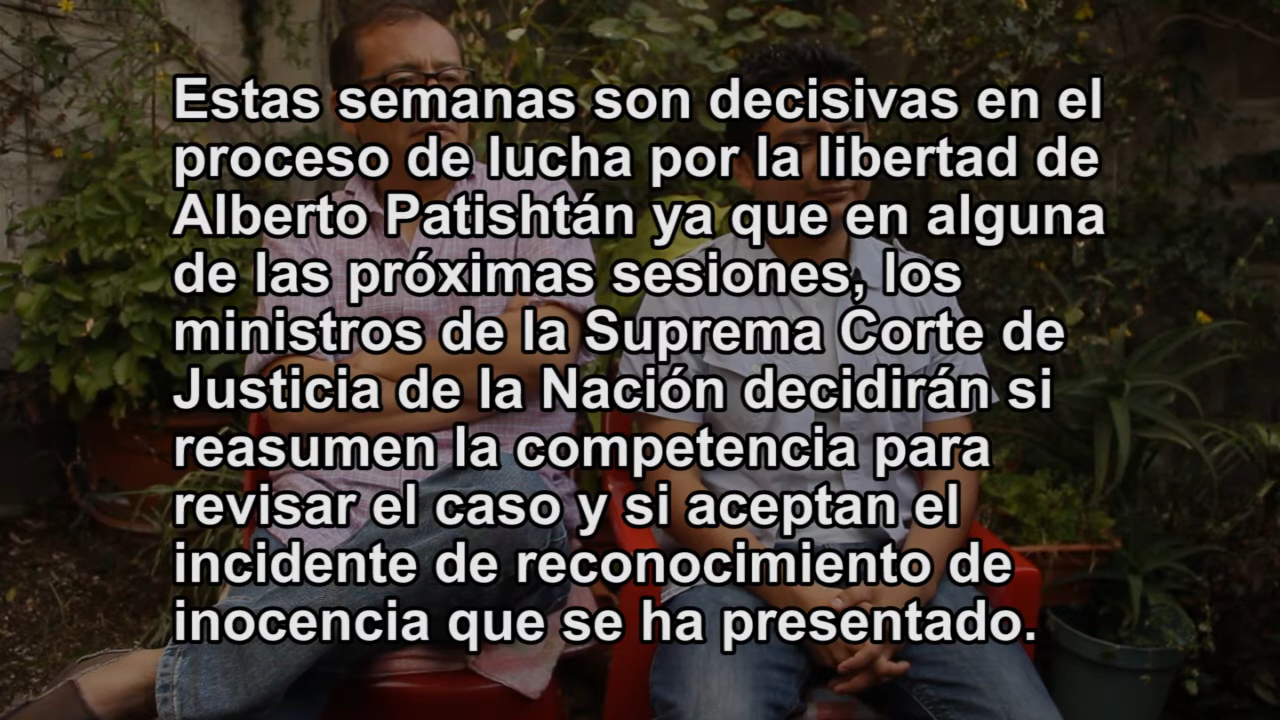 Estas semanas son decisivas en el
proceso de lucha por la libertad de
Alberto Patishtán ya que en alguna
de las próximas sesiones, los
ministros de la Suprema Corte de
Justicia de la Nación decidirán si
reasumen la competencia para
revisar el caso y si aceptan el
incidente de reconocimiento de
inocencia que se ha presentado.